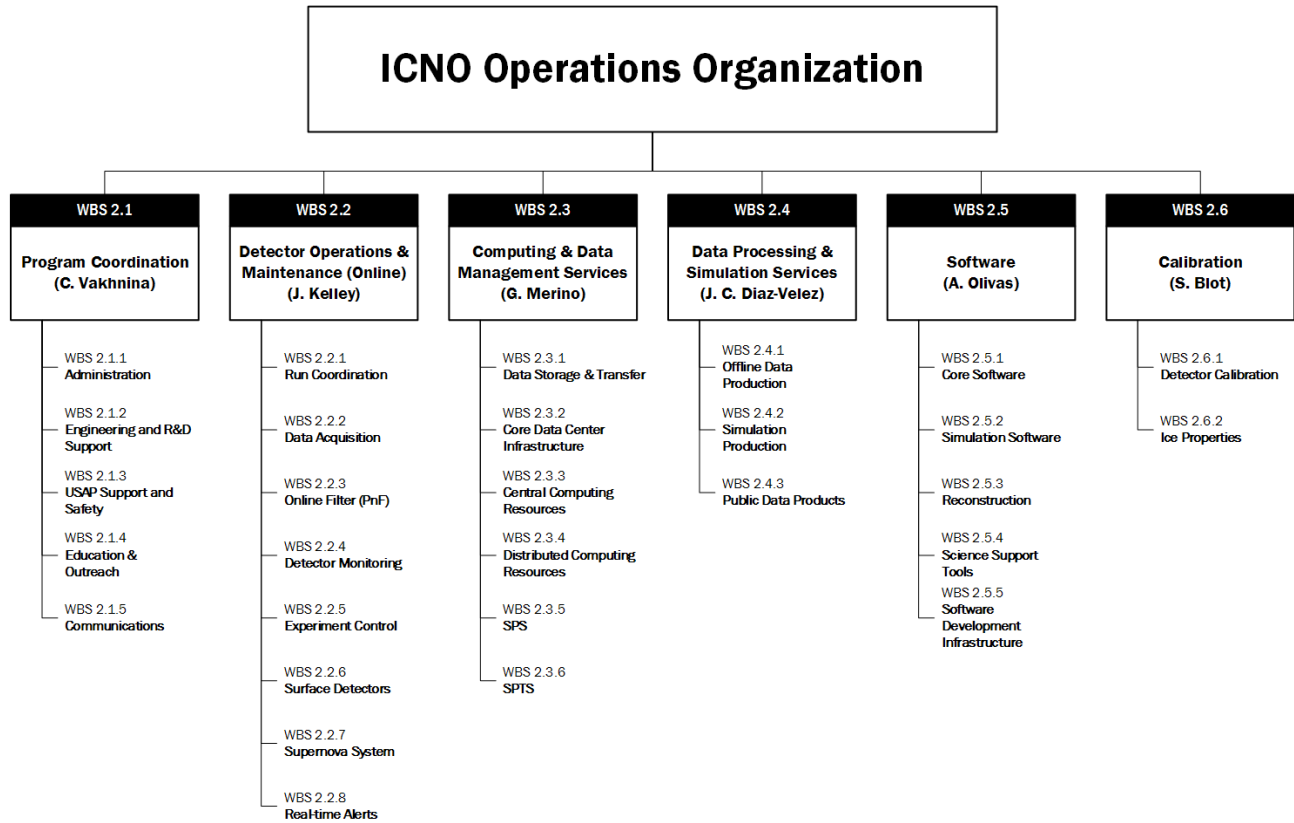 ICNO Operations Organization
WBS 2.1
Program Coordination
(C. Vakhnina)
WBS 2.1.1
Administration
WBS 2.1.2
Engineering and R&D
Support
WBS 2.1.3
USAP Support and
Safety
WBS 2.1.4
Education &
Outreach
WBS 2.1.5
Communications
WBS 2.2
Detector Operations &
Maintenance (Online)
(J. Kelley)
WBS 2.2.1
Run Coordination
WBS 2.2.2
Data Acquisition
WBS 2.2.3
Online Filter (PnF)
WBS 2.2.4
Detector Monitoring
WBS 2.2.5
Experiment Control
WBS 2.2.6
Surface Detectors
WBS 2.2.7
Supernova System
WBS 2.2.8
Real-time Alerts
WBS 2.3
Computing & Data
Management Services
(G. Merino)
WBS 2.3.1
Data Storage & Transfer
WBS 2.3.2
Core Data Center
Infrastructure
WBS 2.3.3
Central Computing
Resources
WBS 2.3.4
Distributed Computing
Resources
WBS 2.3.5
SPS
WBS 2.3.6
SPTS
WBS 2.4
Data Processing &
Simulation Services
(J. C. Diaz-Velez)
WBS 2.4.1
Offline Data
Production
WBS 2.4.2
Simulation
Production
WBS 2.4.3
Public Data Products
WBS 2.5
Software
(A. Olivas)
WBS 2.5.1
Core Software
WBS 2.5.2
Simulation Software
WBS 2.5.3
Reconstruction
WBS 2.5.4
Science Support
Tools
WBS 2.5.5
Software
Development
Infrastructure
WBS 2.6
Calibration
(S. Blot)
WBS 2.6.1
Detector Calibration
WBS 2.6.2
Ice Properties